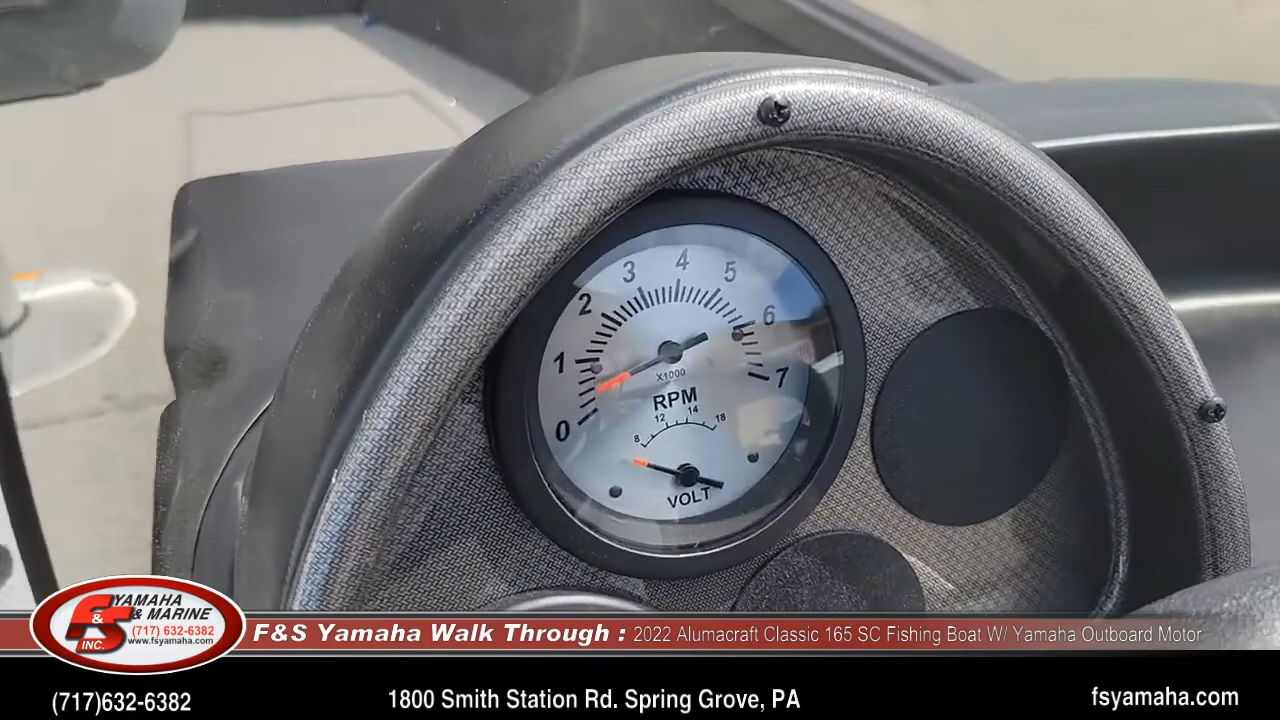 0 1 2 3 4 5 6 7
X1000
RPM
8 12 14 18
VOLT
F&S YAMAHA
& MARINE
INC. (717) 632-6382
www.fsyamaha.com
F&S Yamaha Walk Through : 2022 Alumacraft Classic 165 SC Fishing Boat W/ Yamaha Outboard Motor
(717)632-6382 1800 Smith Station Rd. Spring Grove, PA fsyamaha.com